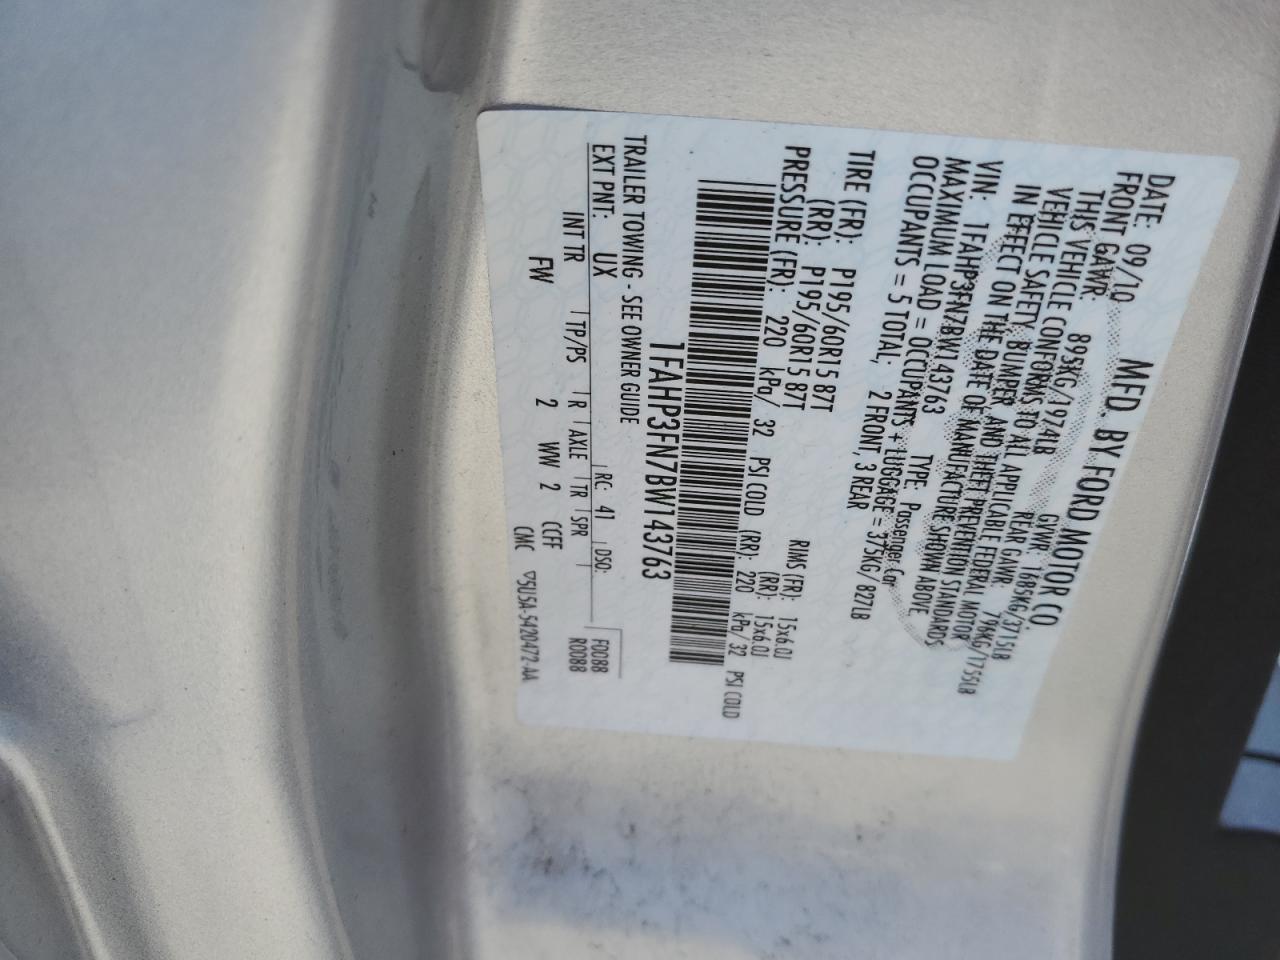 MFD. BY FORD MOTOR CO
DATE: 09/10 GVWR: 1685KG/3715LB
FRONT GAWR: 895KG/1974LB REAR GAWR: 796KG/1755LB
THIS VEHICLE CONFORMS TO ALL APPLICABLE FEDERAL MOTOR
VEHICLE SAFETY, BUMPER, AND THEFT PREVENTION STANDARDS
IN EFFECT ON THE DATE OF MANUFACTURE SHOWN ABOVE
VIN: 1FAHP3FN7BW143763 TYPE: Passenger Car
MAXIMUM LOAD = OCCUPANTS + LUGGAGE = 375KG/ 827LB
OCCUPANTS = 5 TOTAL; 2 FRONT, 3 REAR
TIRE (FR): P195/60R15 87T RIMS (FR): 15x6.0J
(RR): P195/60R15 87T (RR): 15x6.0J
PRESSURE (FR): 220 kPa/ 32 PSI COLD (RR): 220 kPa/ 32 PSI COLD
1FAHP3FN7BW143763
TRAILER TOWING - SEE OWNER GUIDE
EXT PNT: UX RC: 41 DSO: F0088
R0088
INT TR TP/PS R AXLE TR SPR
FW 2 WW 2 CCFF
CMC 5U5A-5420472-AA